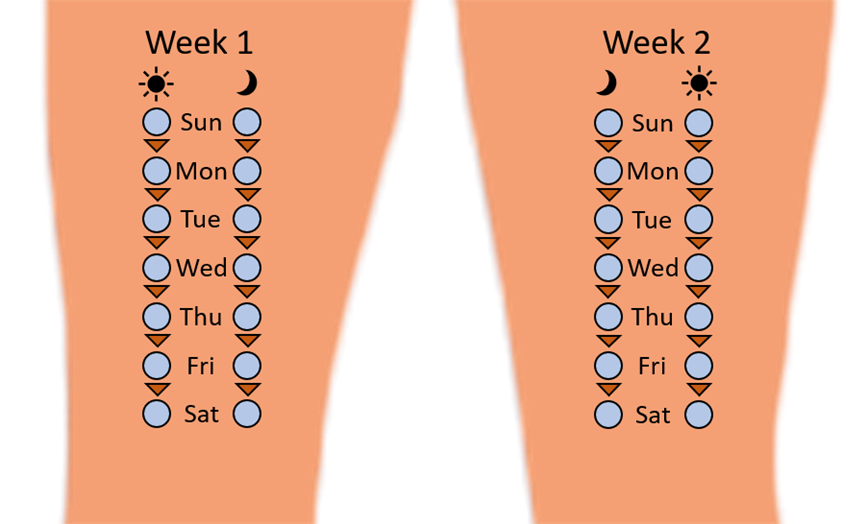 Week 1
Sun
Mon
Tue
Wed
Thu
Fri
Sat
Week 2
Sun
Mon
Tue
Wed
Thu
Fri
Sat